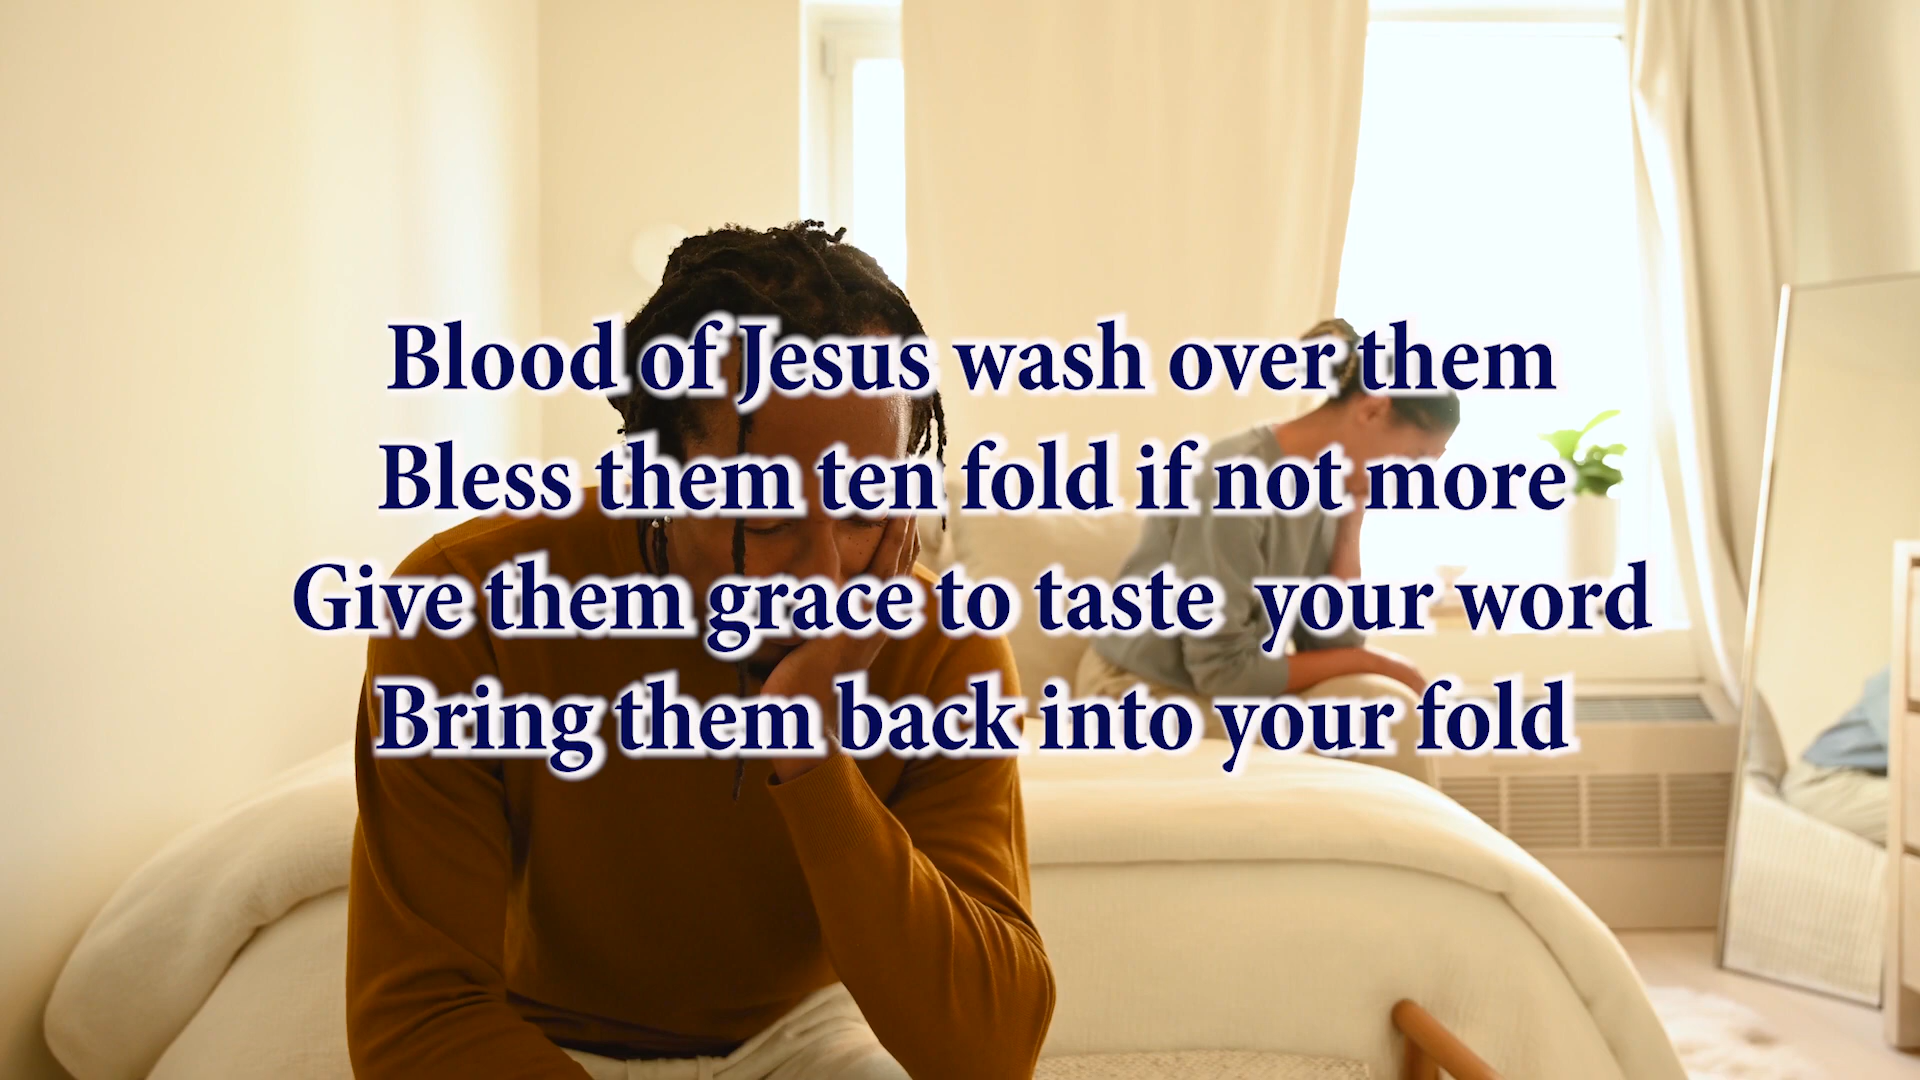 Blood of Jesus wash over them
Bless them ten fold if not more
Give them grace to taste  your word
Bring them back into your fold